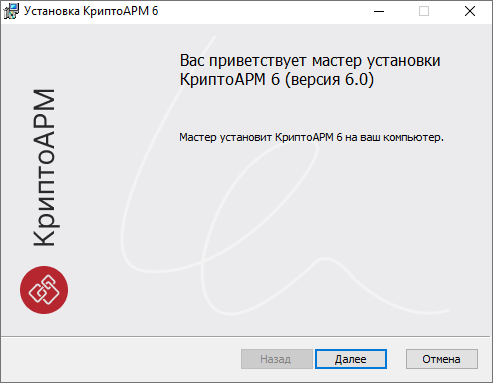 Установка КриптоАРМ 6
Вас приветствует мастер установки
КриптоАРМ 6 (версия 6.0)
Мастер установит КриптоАРМ 6 на ваш компьютер.
КриптоАРМ
Назад
Далее
Отмена